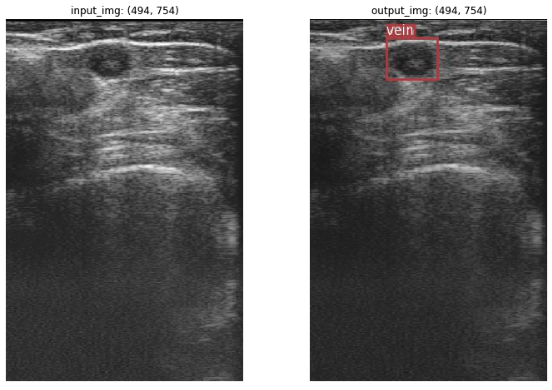 input_img: (494, 754)
output_img: (494, 754)
vein